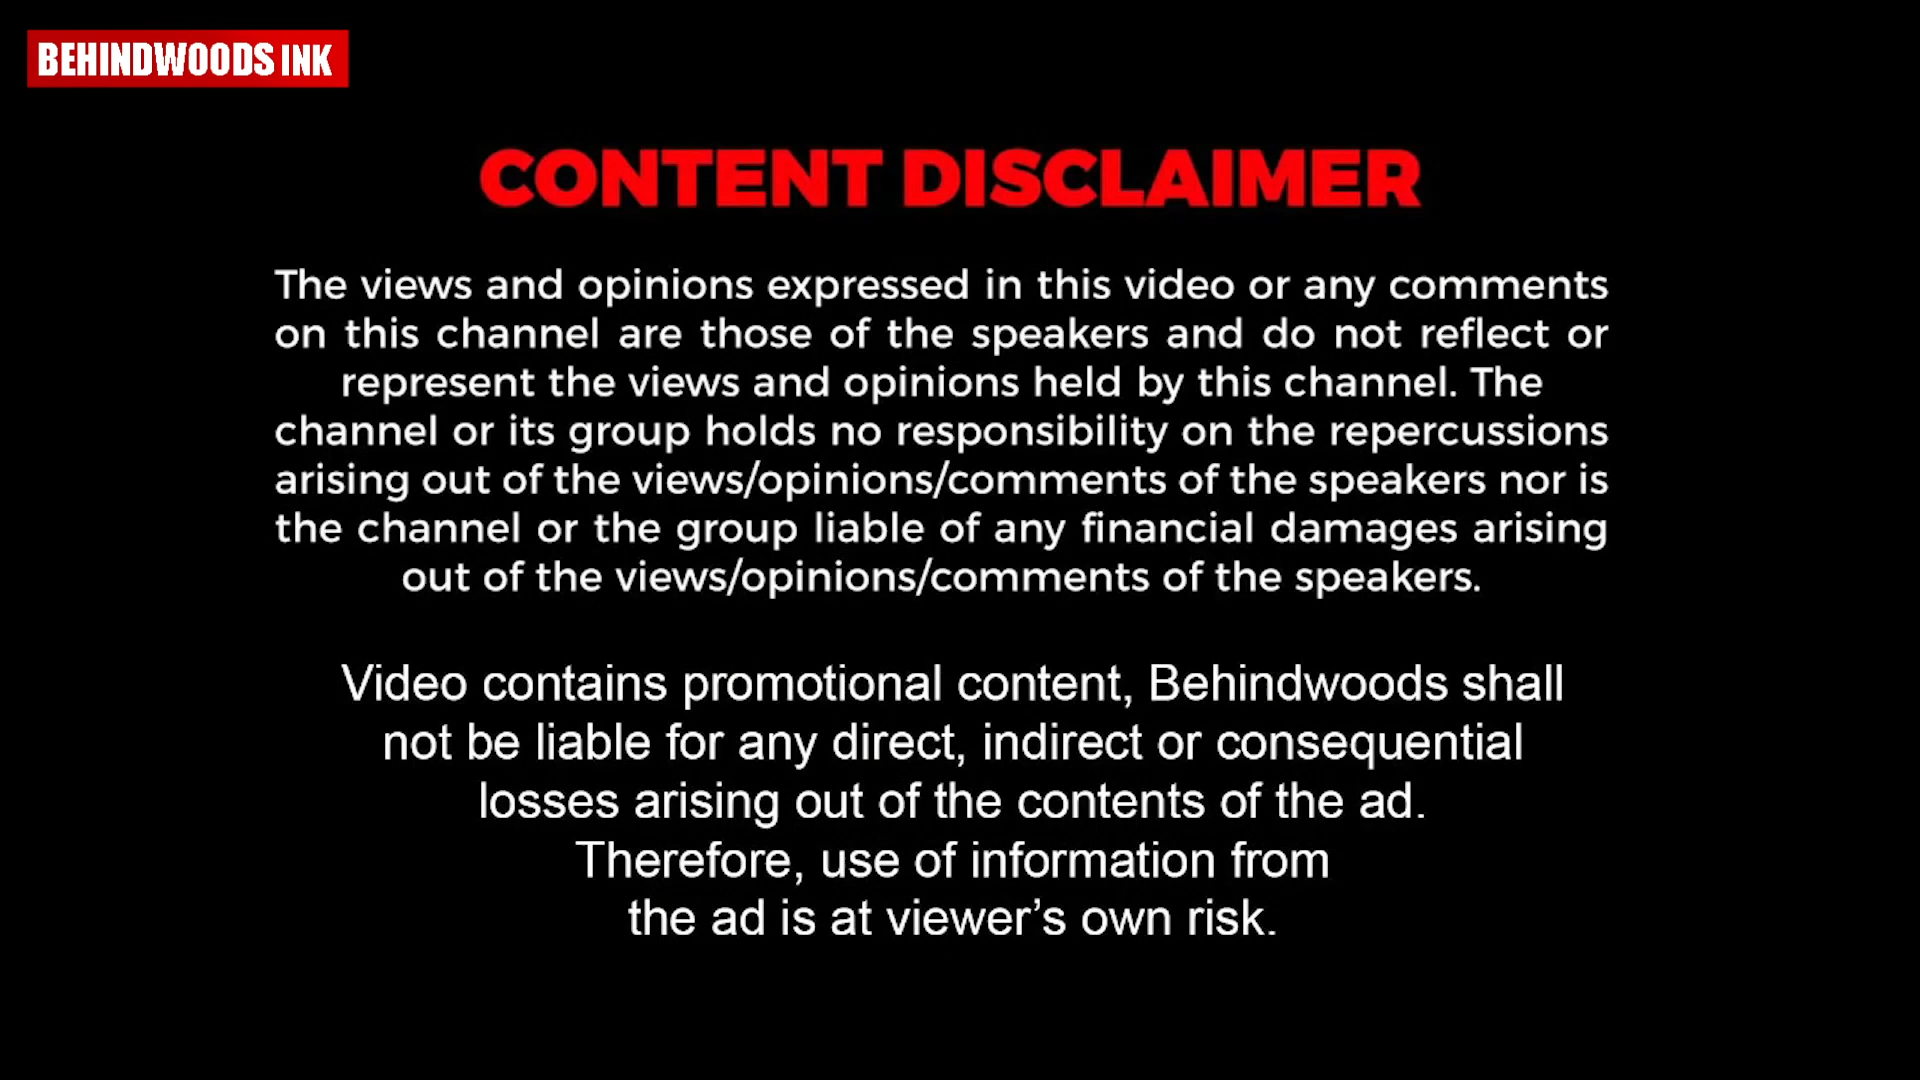 BEHINDWOODS INK
CONTENT DISCLAIMER
The views and opinions expressed in this video or any comments
on this channel are those of the speakers and do not reflect or
represent the views and opinions held by this channel. The
channel or its group holds no responsibility on the repercussions
arising out of the views/opinions/comments of the speakers nor is
the channel or the group liable of any financial damages arising
out of the views/opinions/comments of the speakers.
Video contains promotional content, Behindwoods shall
not be liable for any direct, indirect or consequential
losses arising out of the contents of the ad.
Therefore, use of information from
the ad is at viewer’s own risk.